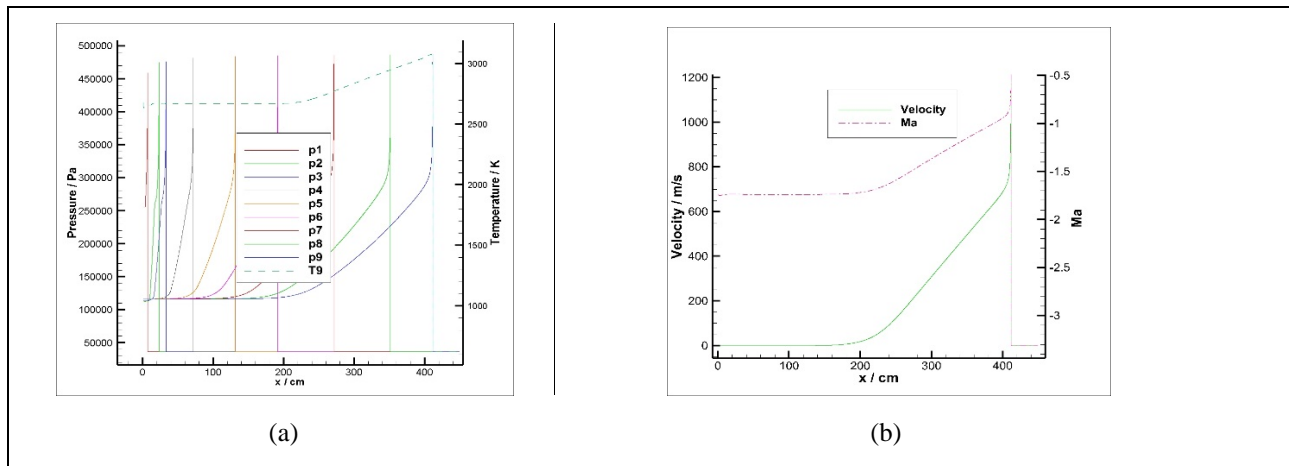 500000
450000
400000
350000
300000
250000
200000
150000
100000
50000
Pressure / Pa
3000
2500
2000
1500
1000
Temperature / K
p1
p2
p3
p4
p5
p6
p7
p8
p9
T9
0 100 200 300 400
x / cm
(a)
1200
1000
800
600
400
200
0
Velocity / m/s
-0.5
-1
-1.5
-2
-2.5
-3
Ma
Velocity
Ma
0 100 200 300 400
x / cm
(b)